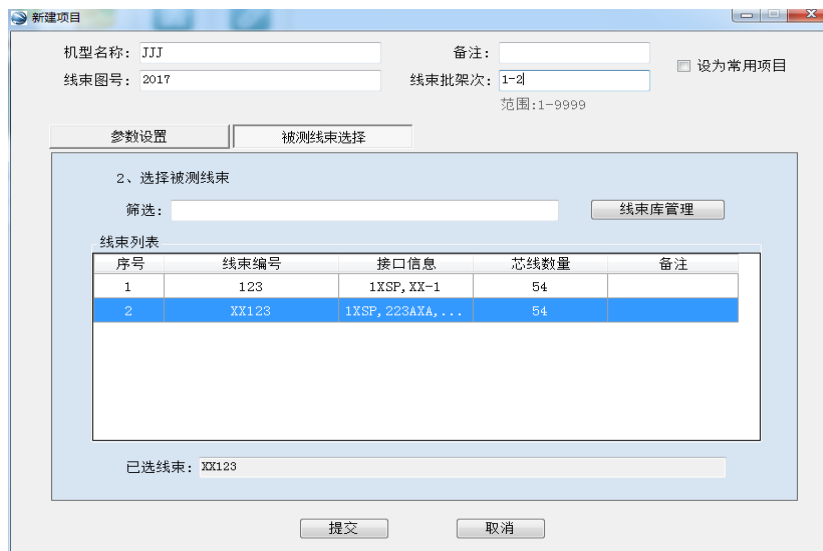 新建项目
机型名称: JJJ 备注:
设为常用项目
线束图号: 2017 线束批架次: 1-2
范围:1-9999
参数设置 被测线束选择
2、选择被测线束
筛选: 线束库管理
线束列表
序号 线束编号 接口信息 芯线数量 备注
1 123 1XSP,XX-1 54
2 XX123 1XSP,223AXA,... 54
已选线束: XX123
提交 取消